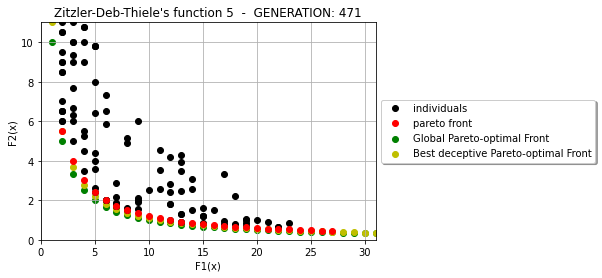 Zitzler-Deb-Thiele's function 5 - GENERATION: 471
F2(x)
10
8
6
4
2
0
0 5 10 15 20 25 30
F1(x)
individuals
pareto front
Global Pareto-optimal Front
Best deceptive Pareto-optimal Front